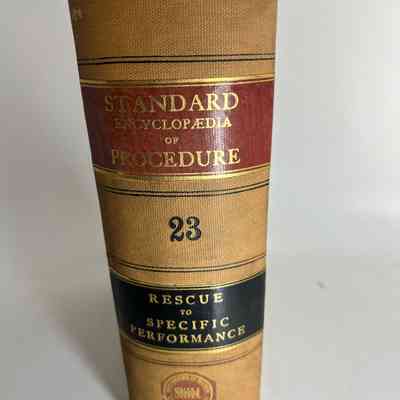 STANDARD
ENCYCLOPÆDIA
OF
PROCEDURE
23
RESCUE
TO
SPECIFIC
PERFORMANCE